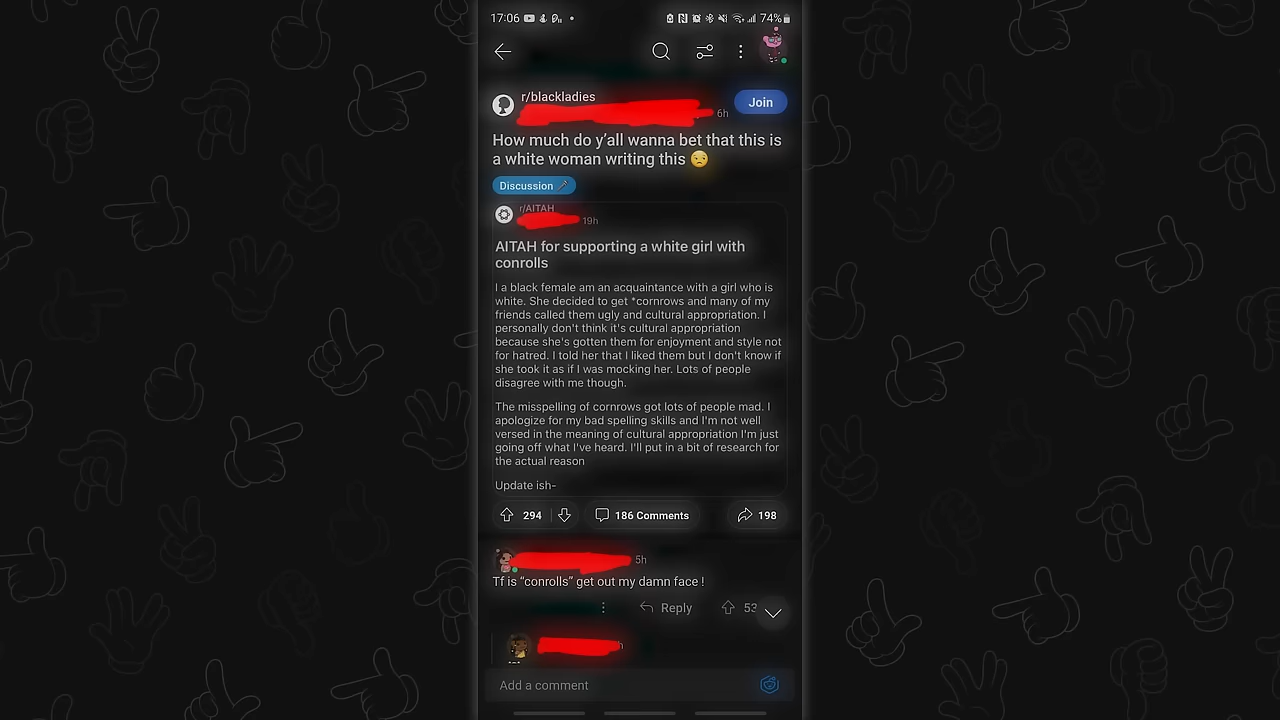 17:06
74%
r/blackladies
6h
Join
How much do y’all wanna bet that this is
a white woman writing this
Discussion
r/AITAH
19h
AITAH for supporting a white girl with
conrolls
I a black female am an acquaintance with a girl who is
white. She decided to get *cornrows and many of my
friends called them ugly and cultural appropriation. I
personally don't think it's cultural appropriation
because she's gotten them for enjoyment and style not
for hatred. I told her that I liked them but I don't know if
she took it as if I was mocking her. Lots of people
disagree with me though.
The misspelling of cornrows got lots of people mad. I
apologize for my bad spelling skills and I'm not well
versed in the meaning of cultural appropriation I'm just
going off what I've heard. I'll put in a bit of research for
the actual reason
Update ish-
294
186 Comments
198
5h
Tf is “conrolls” get out my damn face !
Reply
53
Add a comment